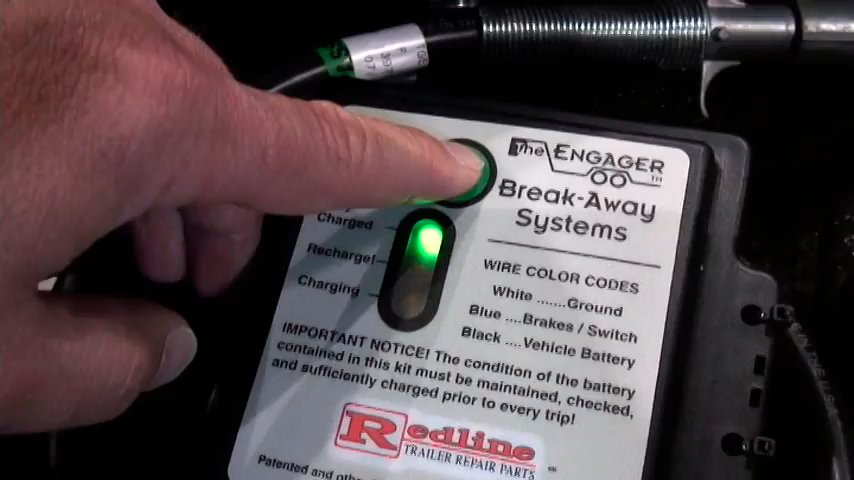 The ENGAGER TM
Break-Away
Systems
Charged
Recharge!
Charging
WIRE COLOR CODES
White .......Ground
Blue ....Brakes / Switch
Black ....Vehicle Battery
IMPORTANT NOTICE! The condition of the battery
contained in this kit must be maintained, checked,
and sufficiently charged prior to every trip!
Redline
TRAILER REPAIR PARTS
Patented and othe